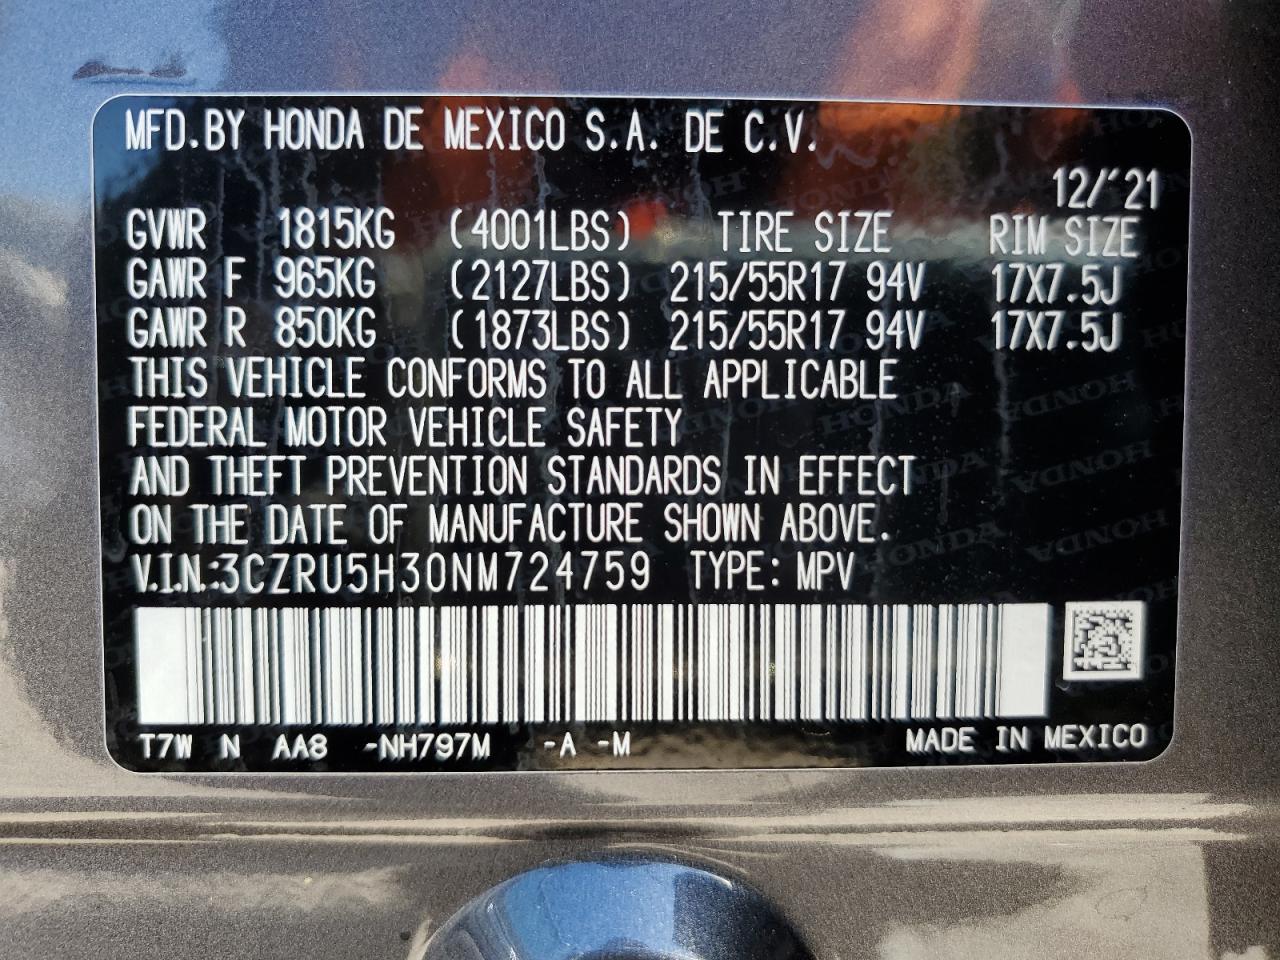 MFD.BY HONDA DE MEXICO S.A. DE C.V.
12/'21
GVWR 1815KG (4001LBS) TIRE SIZE RIM SIZE
GAWR F 965KG (2127LBS) 215/55R17 94V 17X7.5J
GAWR R 850KG (1873LBS) 215/55R17 94V 17X7.5J
THIS VEHICLE CONFORMS TO ALL APPLICABLE
FEDERAL MOTOR VEHICLE SAFETY
AND THEFT PREVENTION STANDARDS IN EFFECT
ON THE DATE OF MANUFACTURE SHOWN ABOVE.
V.I.N.:3CZRU5H30NM724759 TYPE: MPV
T7W N AA8 -NH797M -A -M MADE IN MEXICO